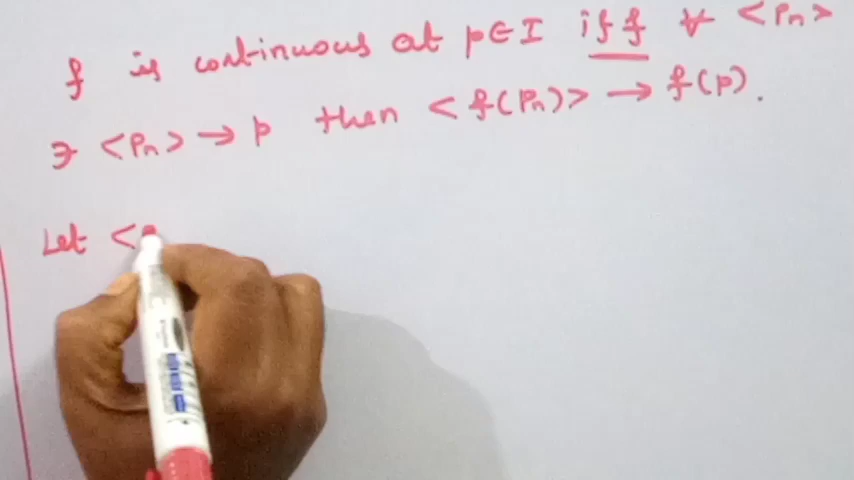 f is continuous at p∈I iff ∀ <Pn>
∋ <Pn> → p then <f(Pn)> → f(p).
Let <